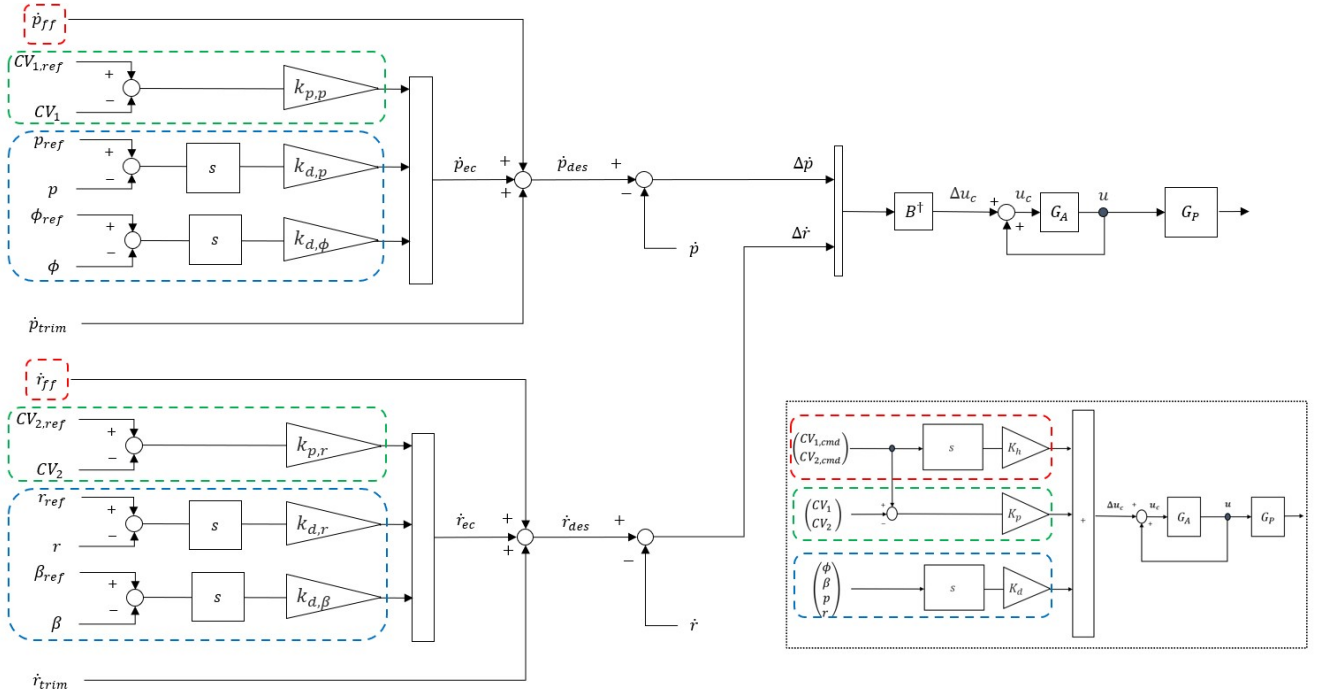 ṗ_ff
CV_1,ref
+
−
CV_1
k_p,p
p_ref
+
−
p
s
k_d,p
ϕ_ref
+
−
ϕ
s
k_d,ϕ
ṗ_ec
+
+
ṗ_des
+
−
ṗ
Δṗ
ṗ_trim
Δṙ
B†
Δu_c
+
+
u_c
G_A
u
G_P
ṙ_ff
CV_2,ref
+
−
CV_2
k_p,r
r_ref
+
−
r
s
k_d,r
β_ref
+
−
β
s
k_d,β
ṙ_ec
+
+
ṙ_des
+
−
ṙ
ṙ_trim
(CV_1,cmd
CV_2,cmd)
s
K_h
(CV_1
CV_2)
+
−
K_p
(ϕ
β
p
r)
s
K_d
+
Δu_c
+
+
u_c
G_A
u
G_P